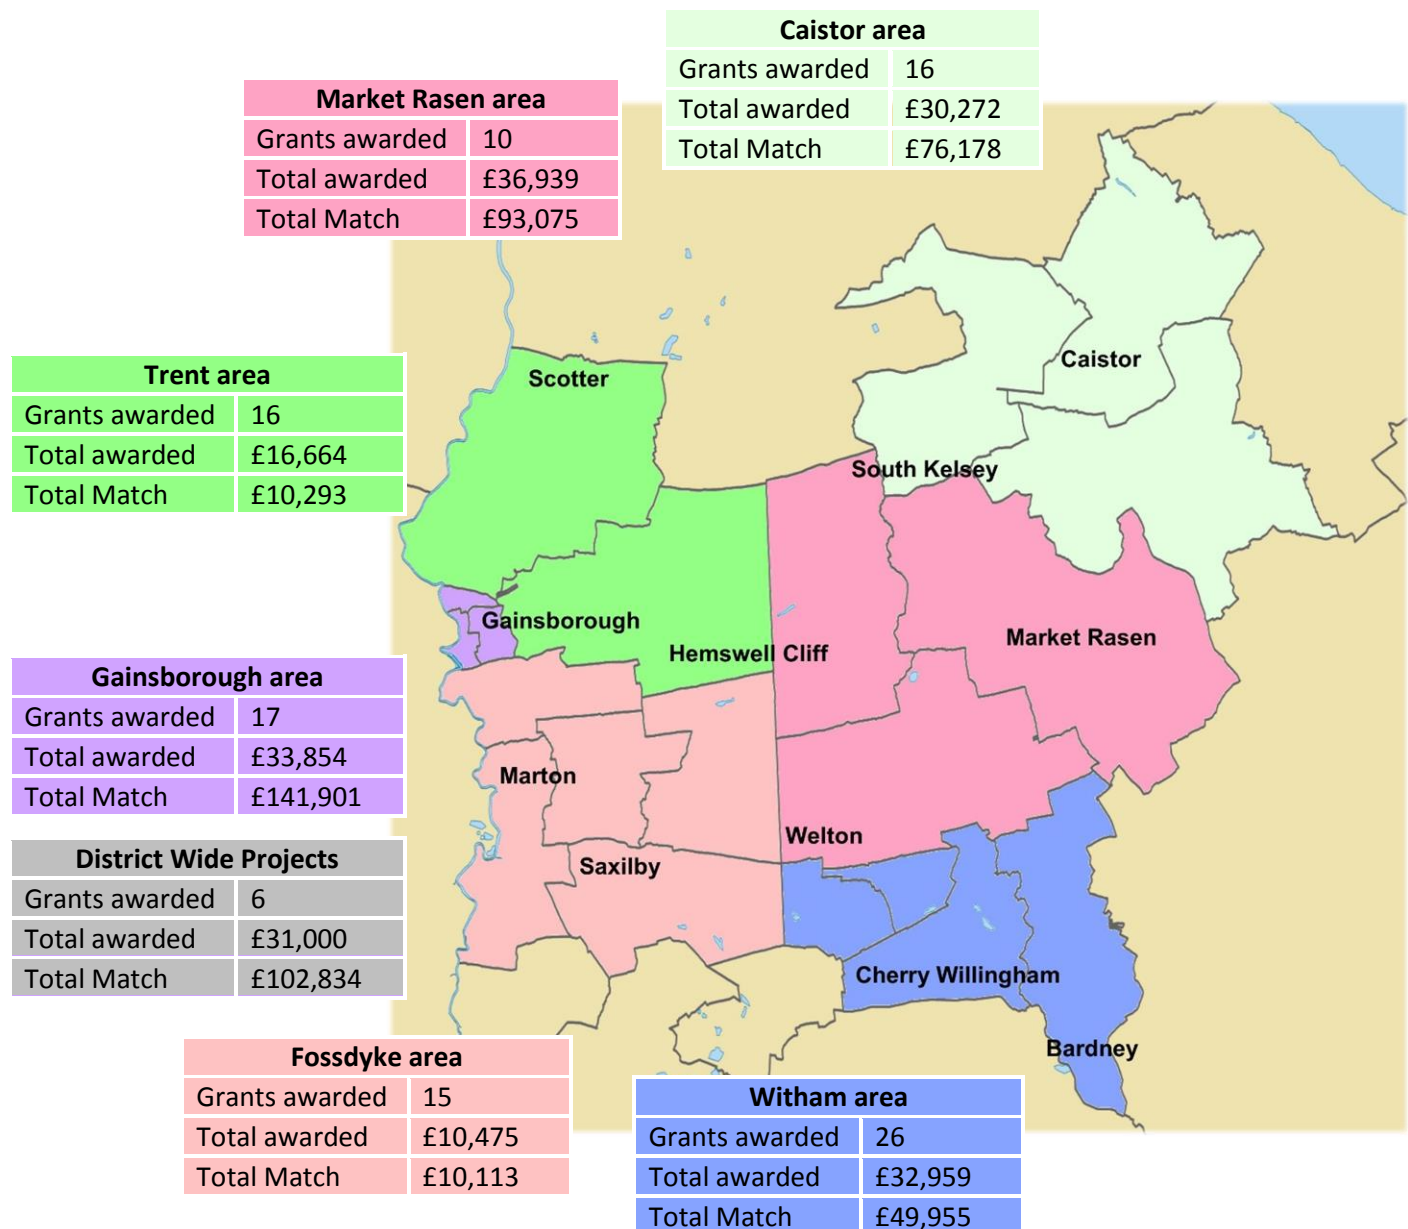 Caistor area
Grants awarded 16
Total awarded £30,272
Total Match £76,178
Market Rasen area
Grants awarded 10
Total awarded £36,939
Total Match £93,075
Trent area
Grants awarded 16
Total awarded £16,664
Total Match £10,293
Gainsborough area
Grants awarded 17
Total awarded £33,854
Total Match £141,901
District Wide Projects
Grants awarded 6
Total awarded £31,000
Total Match £102,834
Fossdyke area
Grants awarded 15
Total awarded £10,475
Total Match £10,113
Witham area
Grants awarded 26
Total awarded £32,959
Total Match £49,955
Caistor
Scotter
South Kelsey
Gainsborough
Market Rasen
Hemswell Cliff
Marton
Welton
Saxilby
Cherry Willingham
Bardney